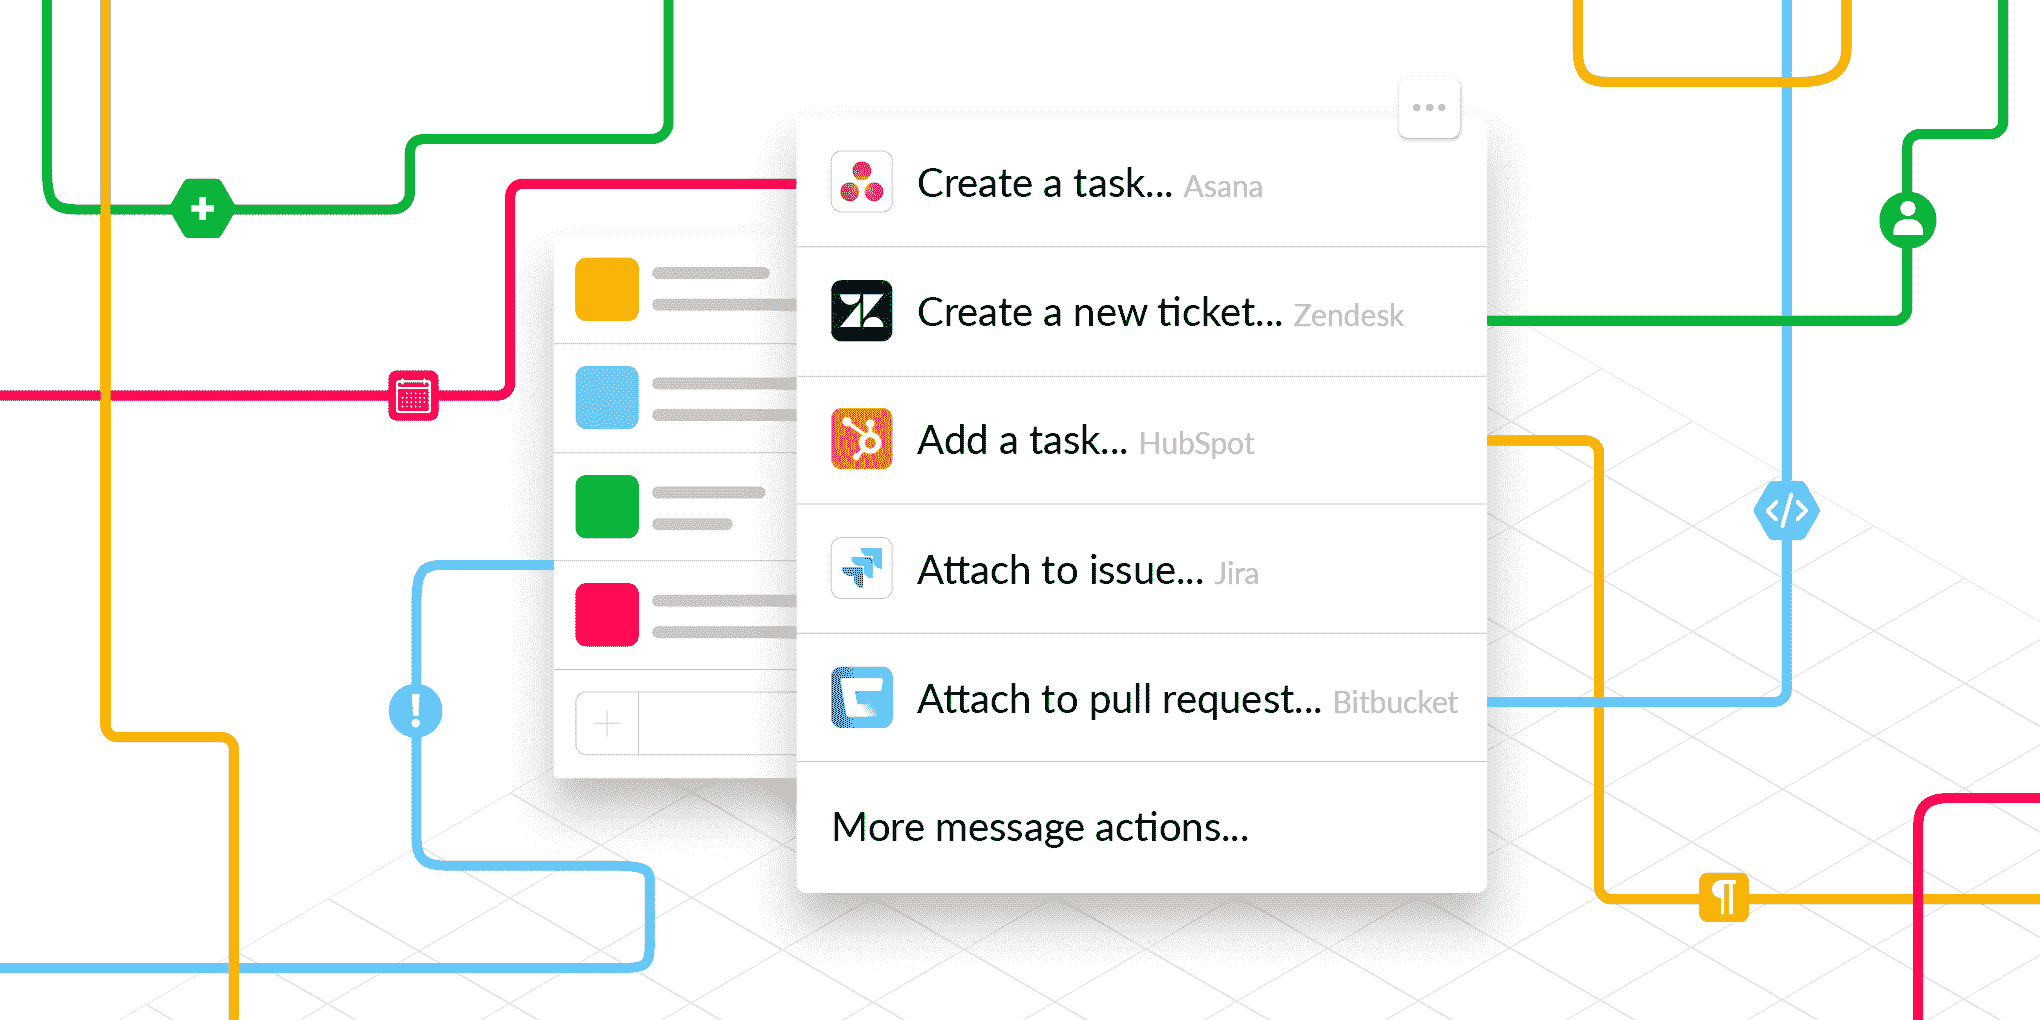 Create a task... Asana
Create a new ticket... Zendesk
Add a task... HubSpot
Attach to issue... Jira
Attach to pull request... Bitbucket
More message actions...